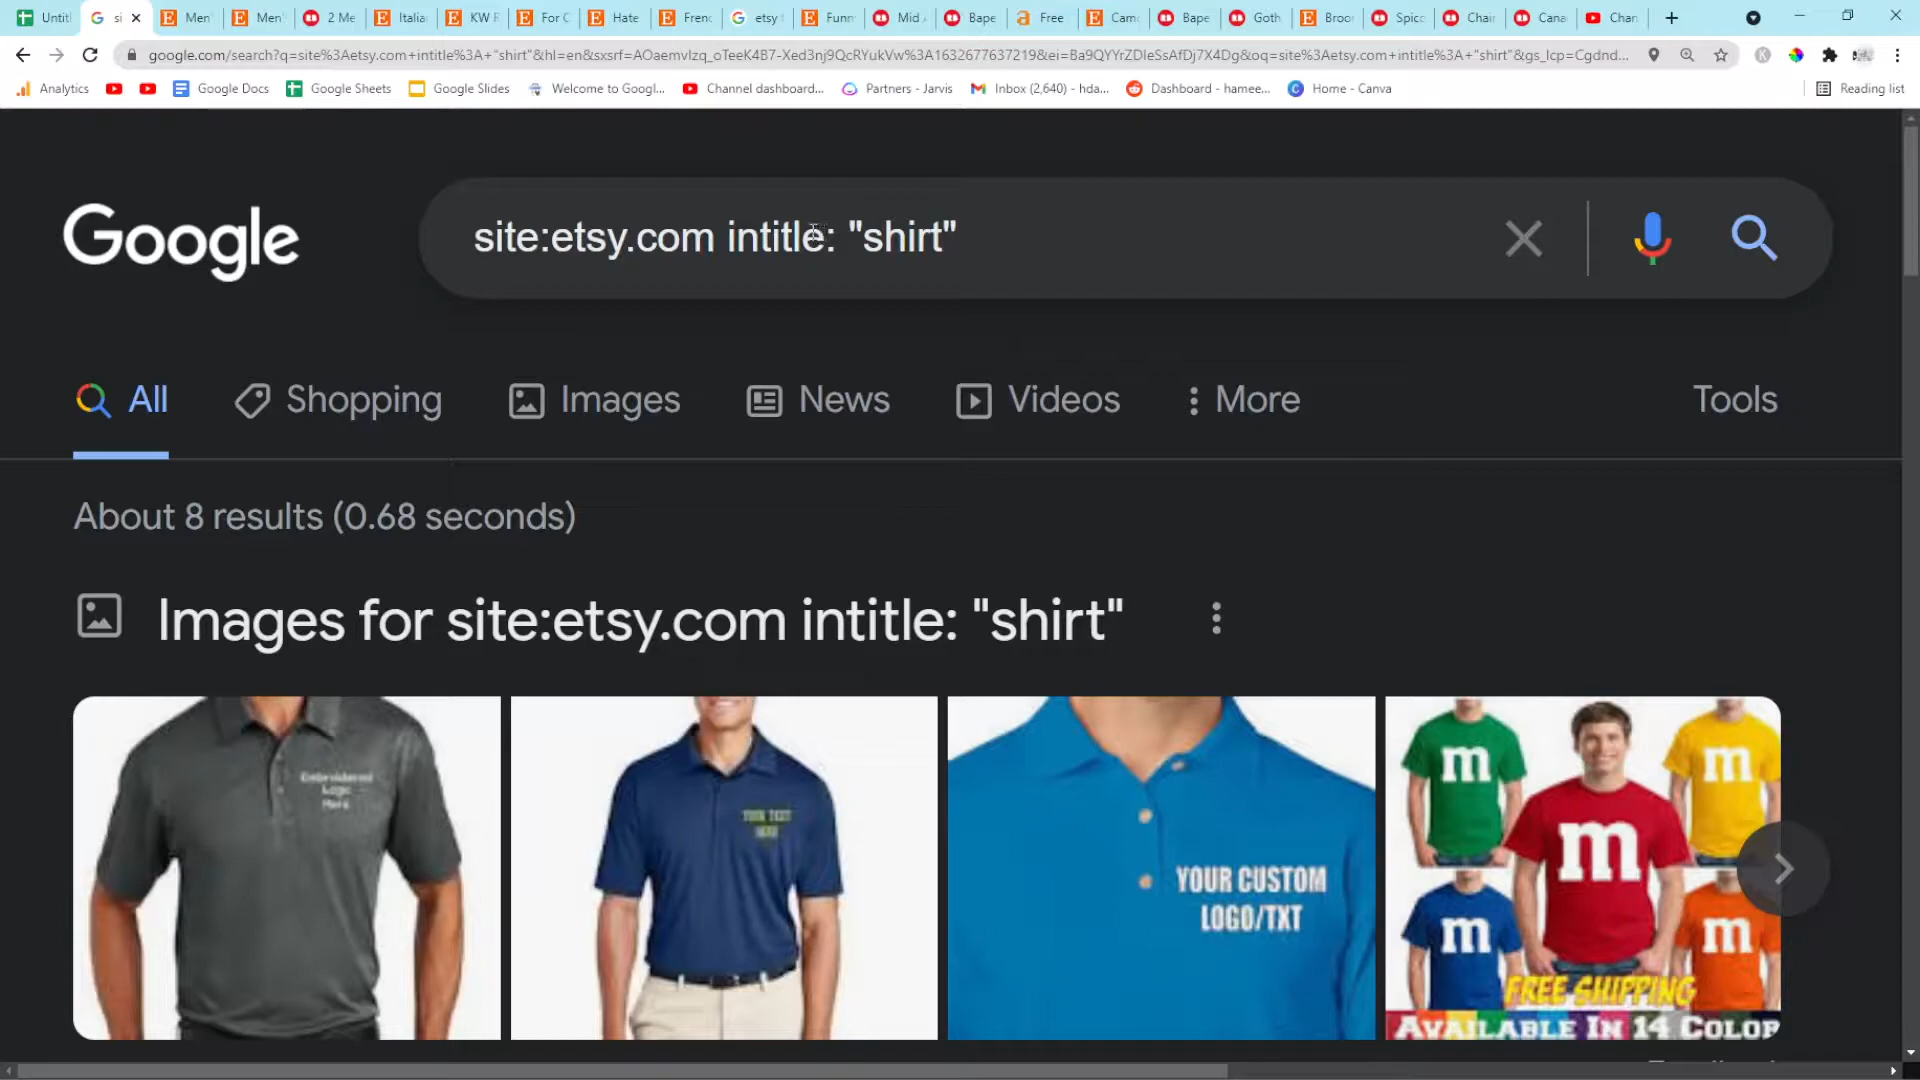 Untitl
si
Men'
Men'
2 Me
Italia
KW F
For C
Hate
Frenc
etsy
Funn
Mid
Bape
Free
Camo
Bape
Goth
Broo
Spic
Chai
Cana
Chan
google.com/search?q=site%3Aetsy.com+intitle%3A+"shirt"&hl=en&sxsrf=AOaemvIzq_oTeeK4B7-Xed3nj9QcRYukVw%3A1632677637219&ei=Ba9QYYrZDIeSsAfDj7X4Dg&oq=site%3Aetsy.com+intitle%3A+"shirt"&gs_lcp=Cgdnd...
Analytics
Google Docs
Google Sheets
Google Slides
Welcome to Googl...
Channel dashboard...
Partners - Jarvis
Inbox (2,640) - hda...
Dashboard - hamee...
Home - Canva
Reading list
Google
site:etsy.com intitle: "shirt"
All
Shopping
Images
News
Videos
More
Tools
About 8 results (0.68 seconds)
Images for site:etsy.com intitle: "shirt"
Embroidered
Logo
Here
YOUR TEXT
HERE
YOUR CUSTOM
LOGO/TXT
m
m
m
m
m
FREE SHIPPING
AVAILABLE IN 14 COLOR